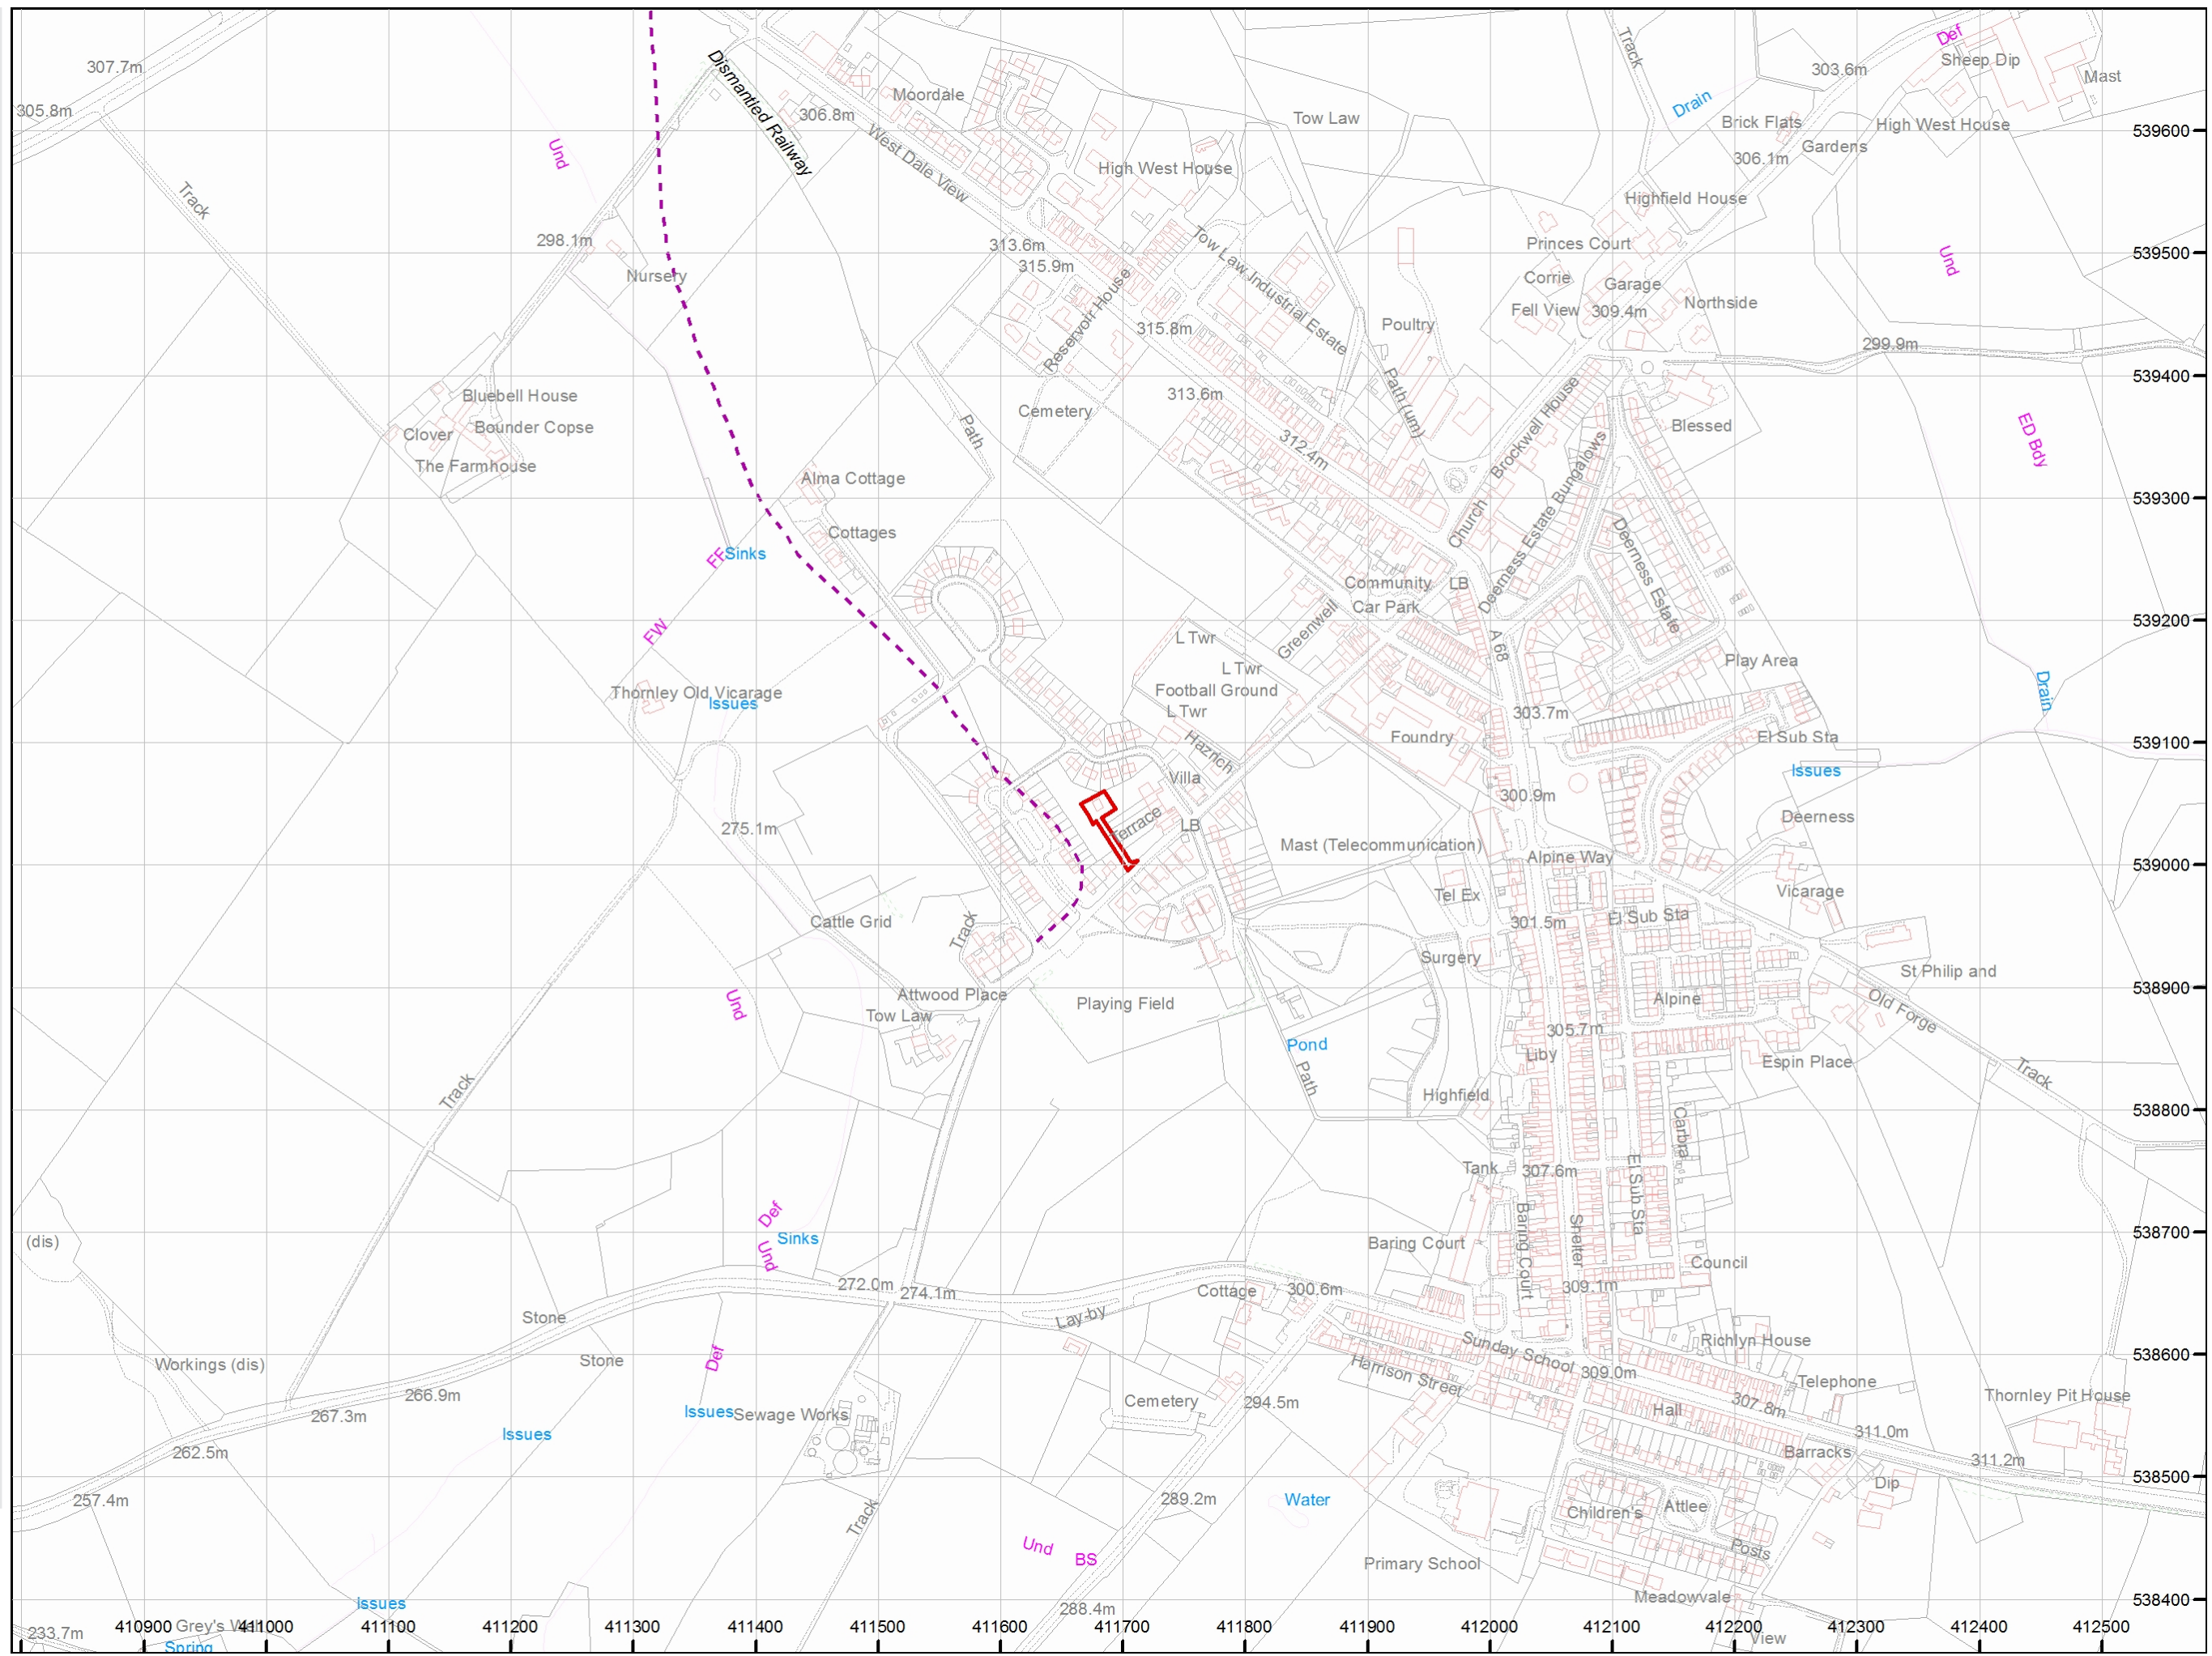 Def
Sheep Dip
307.7m
303.6m
Mast
Track
Dismantled Railway
Moordale
305.8m
306.8m
Drain
Tow Law
Brick Flats
High West House
539600
Und
West Dale View
Gardens
306.1m
High West House
Track
Highfield House
298.1m
313.6m
Tow Law Industrial Estate
Princes Court
539500
315.9m
Nursery
Reservoir House
Corrie
Garage
Und
Northside
Fell View
309.4m
315.8m
Poultry
299.9m
539400
Bluebell House
313.6m
Path (um)
Brockwell House
Cemetery
Bounder Copse
Clover
Path
Blessed
ED Bdy
The Farmhouse
312.4m
Deerness Estate Bungalows
Alma Cottage
539300
Church
Cottages
Deerness Estate
FF
Sinks
Community
LB
Car Park
539200
FW
Greenwell
L Twr
A 68
Play Area
L Twr
Thornley Old Vicarage
Football Ground
Issues
L Twr
Drain
303.7m
Foundry
El Sub Sta
539100
Hazrich
Villa
Issues
300.9m
Terrace
LB
275.1m
Deerness
Mast (Telecommunication)
Alpine Way
539000
Tel Ex
Vicarage
Cattle Grid
Track
301.5m
El Sub Sta
Surgery
St Philip and
538900
Und
Attwood Place
Playing Field
Alpine
Old Forge
Tow Law
305.7m
Pond
Liby
Espin Place
Path
Track
Track
Highfield
538800
Carbra
Tank
307.6m
El Sub Sta
Def
Baring Court
Shelter
538700
(dis)
Sinks
Und
Baring Court
Council
272.0m
274.1m
Cottage
300.6m
309.1m
Stone
Lay-by
Sunday School
Richlyn House
538600
Workings (dis)
Stone
Def
Harrison Street
309.0m
Telephone
266.9m
Cemetery
294.5m
307.8m
Thornley Pit House
267.3m
Issues
Sewage Works
Hall
311.0m
Issues
262.5m
Barracks
311.2m
538500
257.4m
Track
289.2m
Water
Dip
Children's
Attlee
Und
BS
Posts
Primary School
Issues
288.4m
Meadowvale
538400
233.7m
Grey's Well
View
Spring
410900
411000
411100
411200
411300
411400
411500
411600
411700
411800
411900
412000
412100
412200
412300
412400
412500